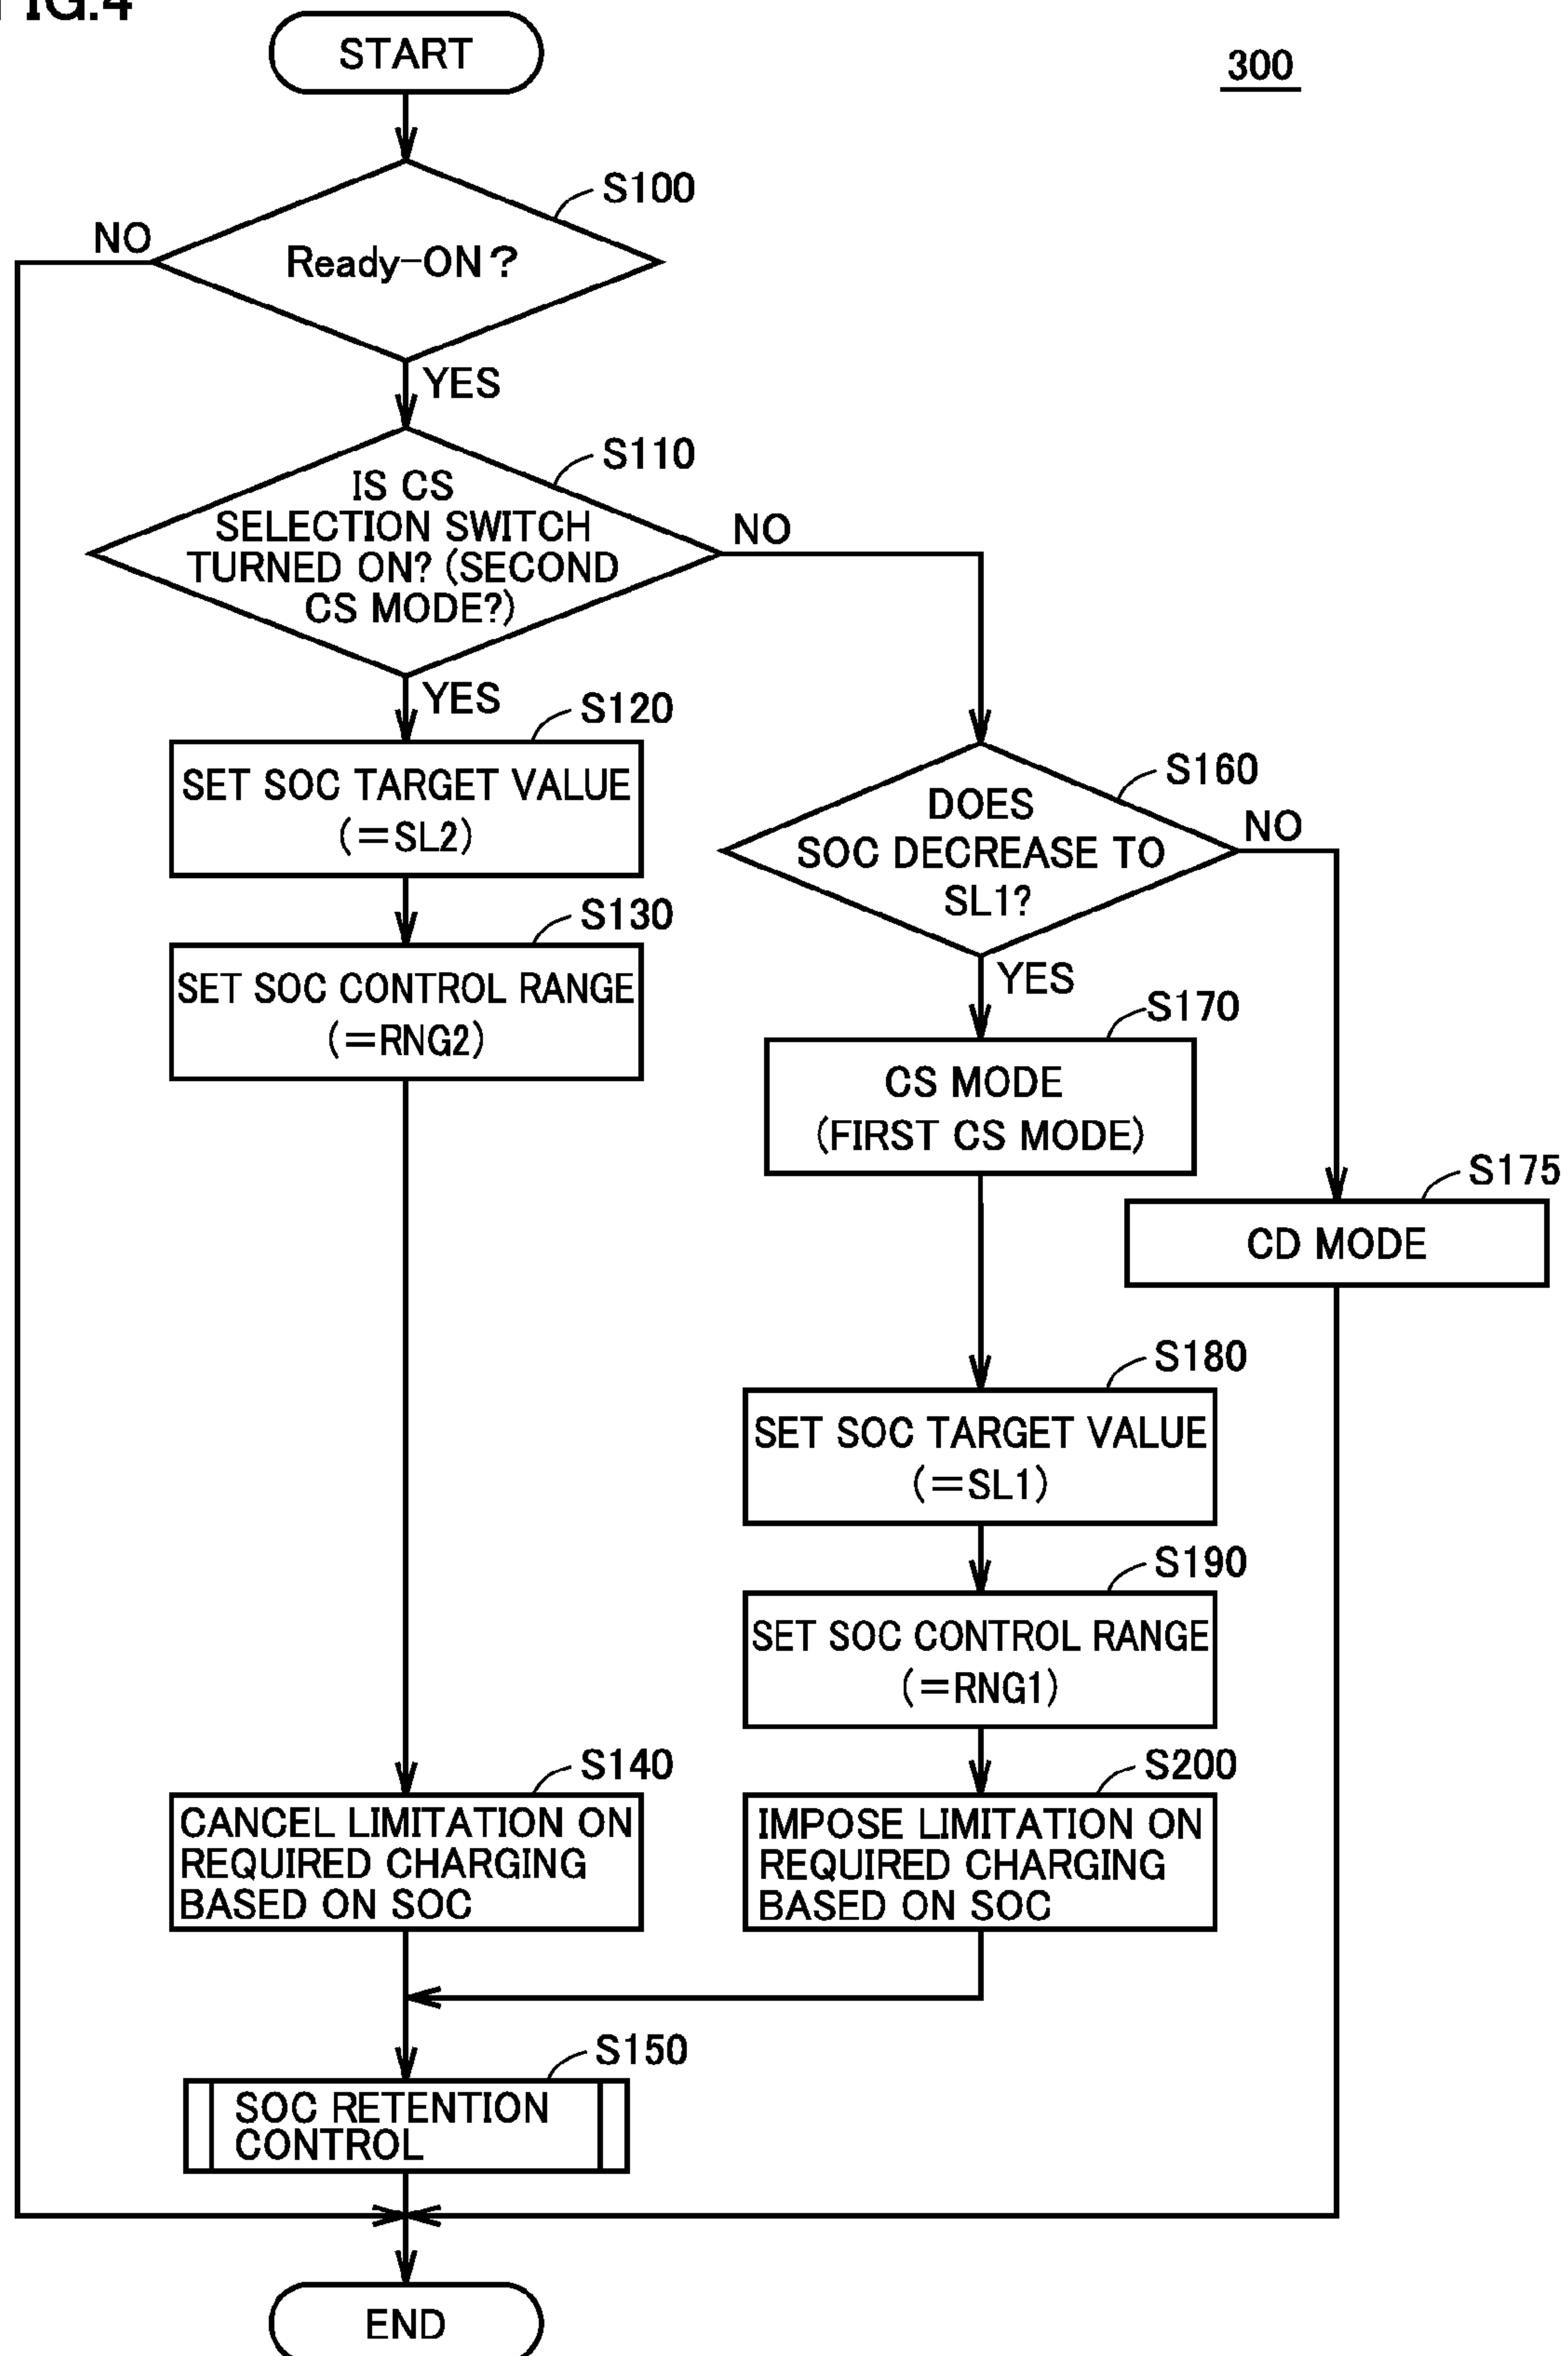 FIG.4
START
300
S100
NO
Ready-ON?
YES
S110
IS CS
SELECTION SWITCH
TURNED ON? (SECOND
CS MODE?)
NO
YES
S120
SET SOC TARGET VALUE
(=SL2)
S160
DOES
SOC DECREASE TO
SL1?
NO
S130
SET SOC CONTROL RANGE
(=RNG2)
YES
S170
CS MODE
(FIRST CS MODE)
S175
CD MODE
S180
SET SOC TARGET VALUE
(=SL1)
S190
SET SOC CONTROL RANGE
(=RNG1)
S140
CANCEL LIMITATION ON
REQUIRED CHARGING
BASED ON SOC
S200
IMPOSE LIMITATION ON
REQUIRED CHARGING
BASED ON SOC
S150
SOC RETENTION
CONTROL
END